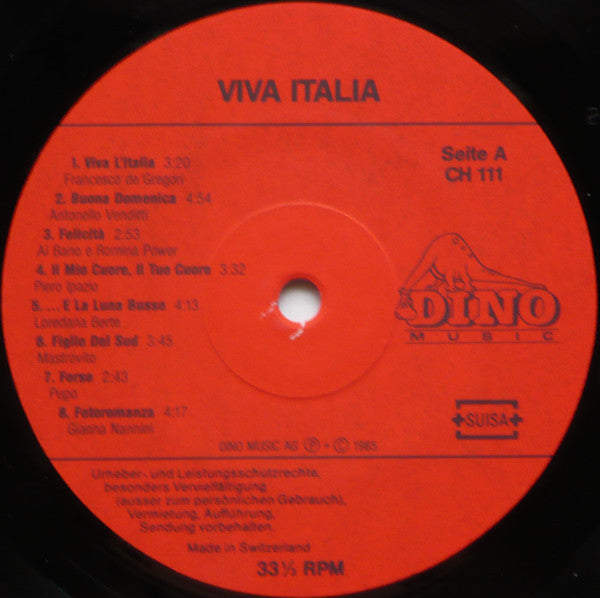 VIVA ITALIA
1. Viva L'Italia 3:20
Francesco de Gregori
2. Buona Domenica 4:54
Antonello Venditti
3. Felicità 2:53
Al Bano e Romina Power
4. Il Mio Cuore, Il Tuo Cuore 3:32
Piero Ipazio
5. ... E La Luna Busso 4:13
Loredana Berte
6. Figlio Del Sud 3:45
Mastrovito
7. Forse 2:43
Pupo
8. Fotoromanza 4:17
Gianna Nannini
Seite A
CH 111
DINO
MUSIC
SUISA
DINO MUSIC AG Ⓟ + © 1985
Urheber- und Leistungsschutzrechte,
besonders Vervielfältigung
(ausser zum persönlichen Gebrauch),
Vermietung, Aufführung,
Sendung vorbehalten.
Made in Switzerland
33⅓ RPM